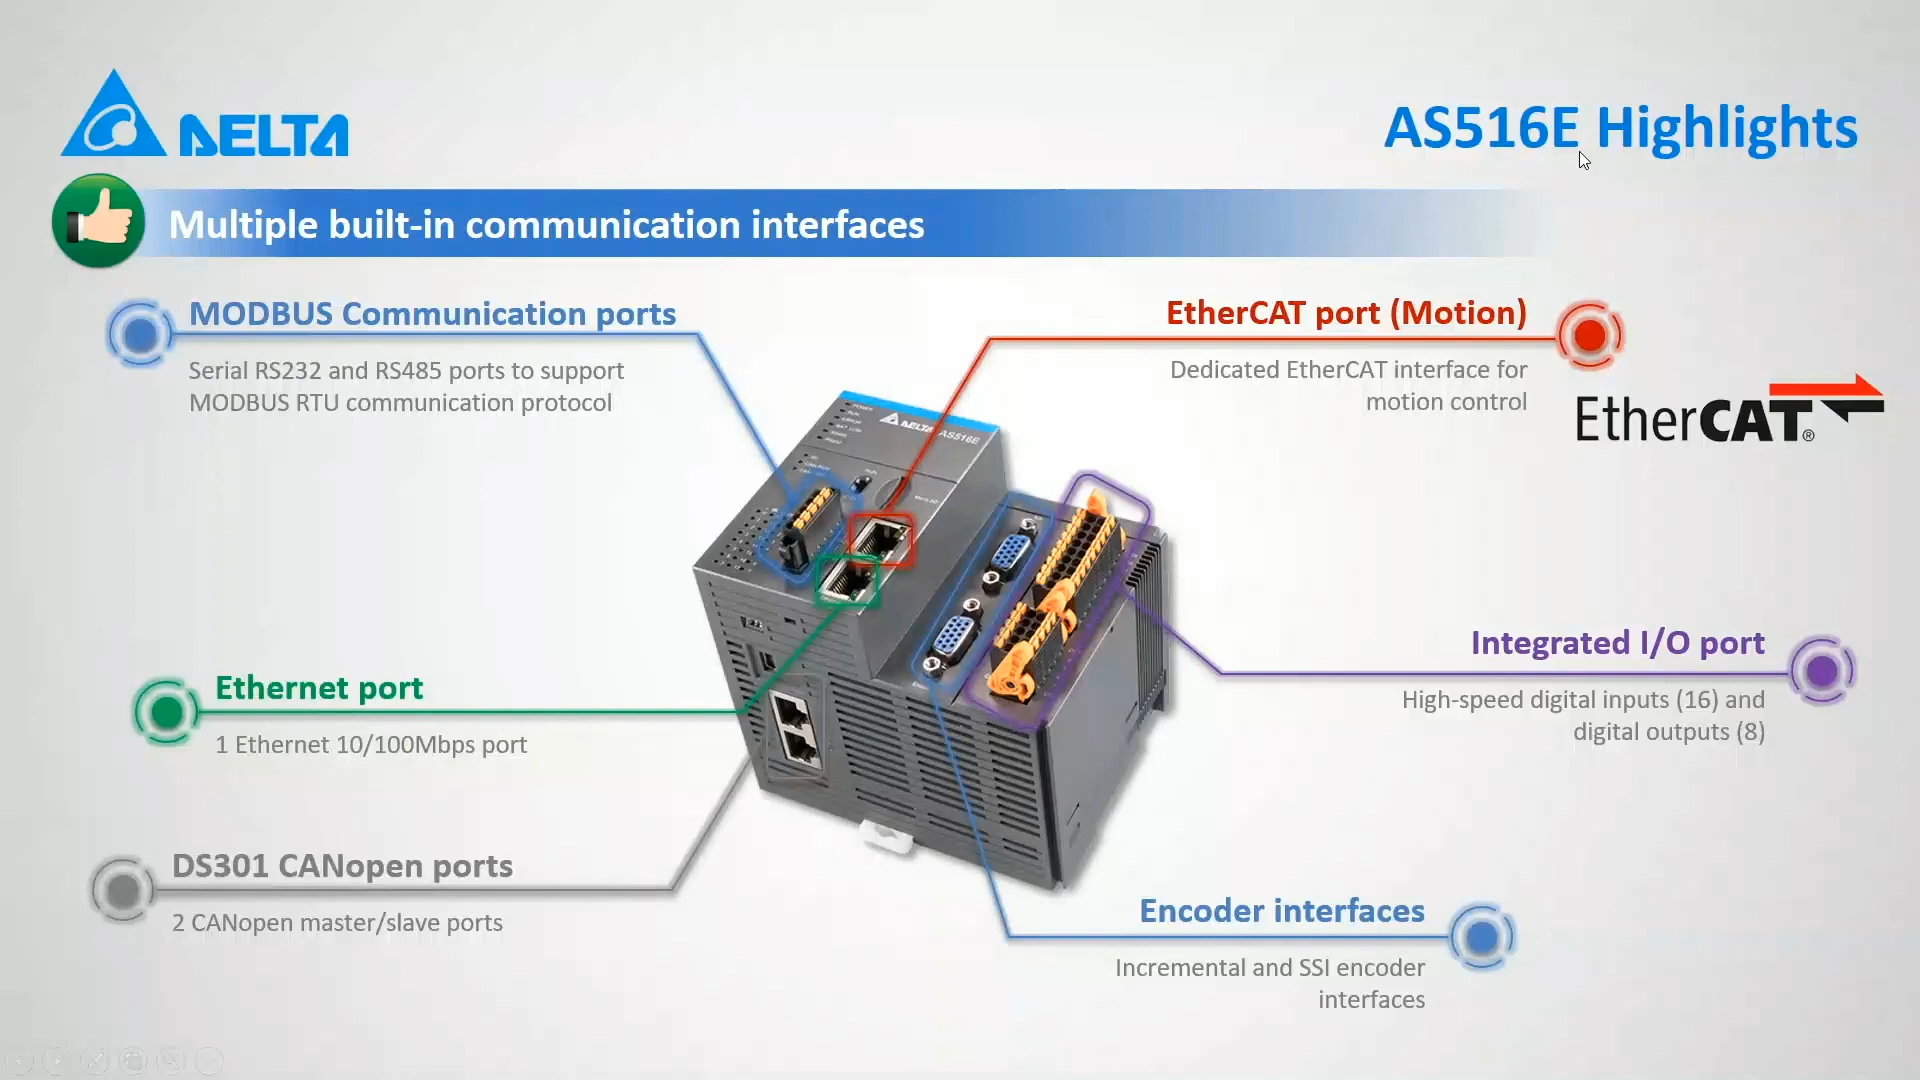 DELTA
AS516E Highlights
Multiple built-in communication interfaces
MODBUS Communication ports
Serial RS232 and RS485 ports to support
MODBUS RTU communication protocol
EtherCAT port (Motion)
Dedicated EtherCAT interface for
motion control
EtherCAT®
DELTA AS516E
Ethernet port
1 Ethernet 10/100Mbps port
Integrated I/O port
High-speed digital inputs (16) and
digital outputs (8)
DS301 CANopen ports
2 CANopen master/slave ports
Encoder interfaces
Incremental and SSI encoder
interfaces